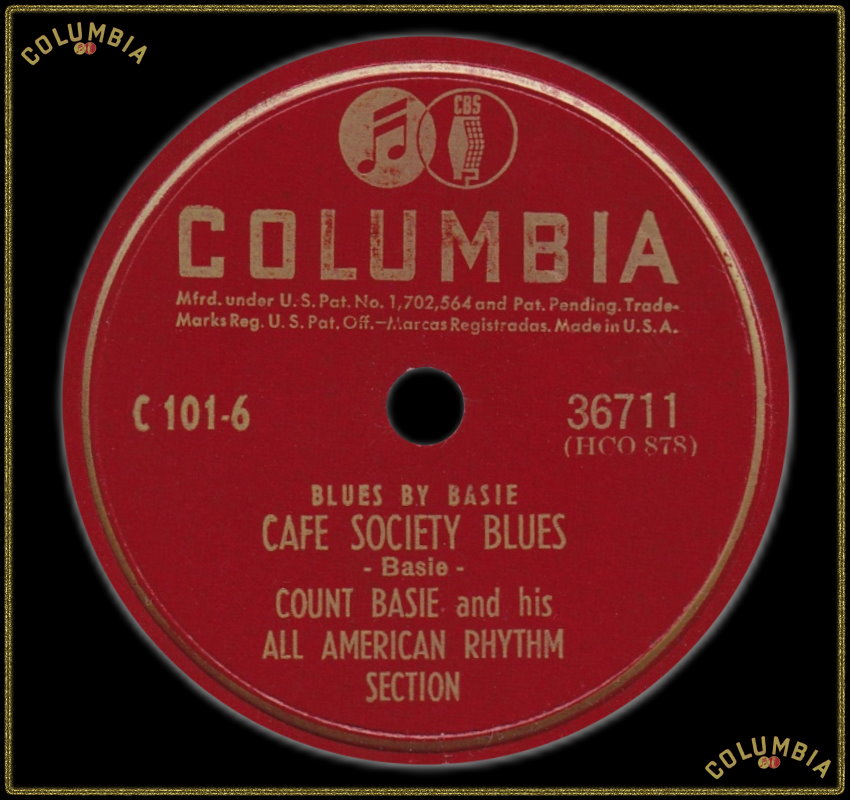 COLUMBIA
CBS
COLUMBIA
Mfrd. under U. S. Pat. No. 1,702,564 and Pat. Pending. Trade-
Marks Reg. U. S. Pat. Off.—Marcas Registradas. Made in U. S. A.
C 101-6
36711
(HCO 878)
BLUES BY BASIE
CAFE SOCIETY BLUES
- Basie -
COUNT BASIE and his
ALL AMERICAN RHYTHM
SECTION
COLUMBIA